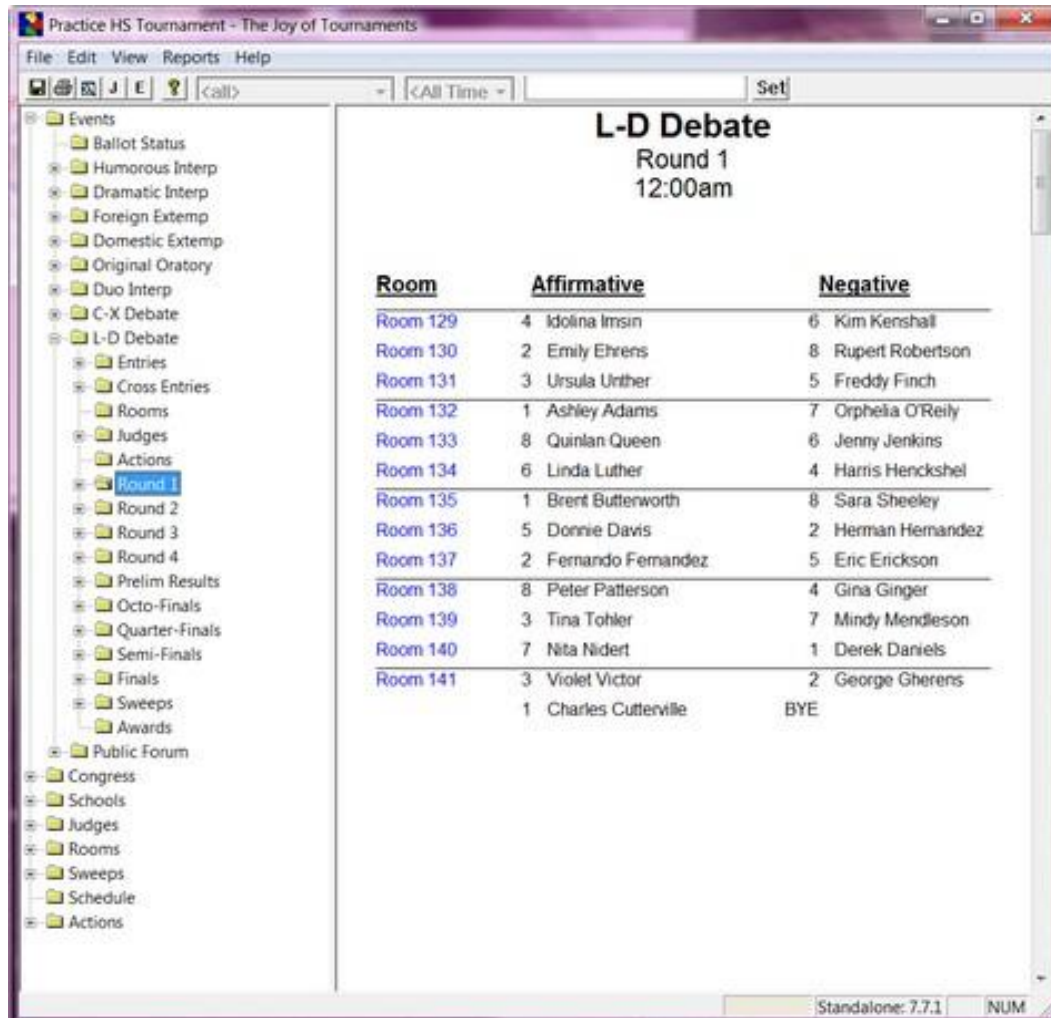 Practice HS Tournament - The Joy of Tournaments
File Edit View Reports Help
J E ? <all> <All Time Set
Events
Ballot Status
Humorous Interp
Dramatic Interp
Foreign Extemp
Domestic Extemp
Original Oratory
Duo Interp
C-X Debate
L-D Debate
Entries
Cross Entries
Rooms
Judges
Actions
Round 1
Round 2
Round 3
Round 4
Prelim Results
Octo-Finals
Quarter-Finals
Semi-Finals
Finals
Sweeps
Awards
Public Forum
Congress
Schools
Judges
Rooms
Sweeps
Schedule
Actions
L-D Debate
Round 1
12:00am
Room Affirmative Negative
Room 129 4 Idolina Imsin 6 Kim Kenshall
Room 130 2 Emily Ehrens 8 Rupert Robertson
Room 131 3 Ursula Unther 5 Freddy Finch
Room 132 1 Ashley Adams 7 Orphelia O'Reily
Room 133 8 Quinlan Queen 6 Jenny Jenkins
Room 134 6 Linda Luther 4 Harris Henckshel
Room 135 1 Brent Butterworth 8 Sara Sheeley
Room 136 5 Donnie Davis 2 Herman Hernandez
Room 137 2 Fernando Fernandez 5 Eric Erickson
Room 138 8 Peter Patterson 4 Gina Ginger
Room 139 3 Tina Tohler 7 Mindy Mendleson
Room 140 7 Nita Nidert 1 Derek Daniels
Room 141 3 Violet Victor 2 George Gherens
1 Charles Cutterville BYE
Standalone: 7.7.1 NUM